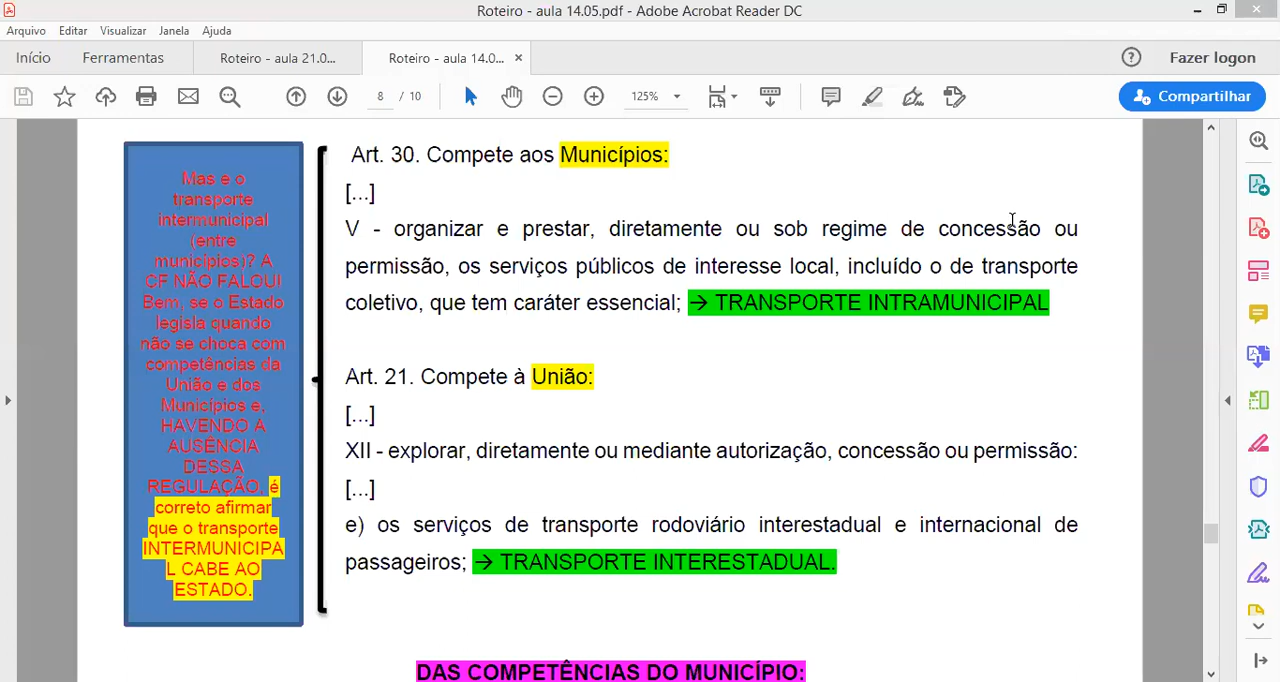 Roteiro - aula 14.05.pdf - Adobe Acrobat Reader DC
Arquivo Editar Visualizar Janela Ajuda
Início Ferramentas Roteiro - aula 21.0... Roteiro - aula 14.0... ×
Fazer logon
8 / 10 125% Compartilhar
Mas e o
transporte
intermunicipal
(entre
municípios)? A
CF NÃO FALOU!
Bem, se o Estado
legisla quando
não se choca com
competências da
União e dos
Municípios e,
HAVENDO A
AUSÊNCIA
DESSA
REGULAÇÃO, é
correto afirmar
que o transporte
INTERMUNICIPA
L CABE AO
ESTADO.
Art. 30. Compete aos Municípios:
[...]
V - organizar e prestar, diretamente ou sob regime de concessão ou
permissão, os serviços públicos de interesse local, incluído o de transporte
coletivo, que tem caráter essencial; → TRANSPORTE INTRAMUNICIPAL
Art. 21. Compete à União:
[...]
XII - explorar, diretamente ou mediante autorização, concessão ou permissão:
[...]
e) os serviços de transporte rodoviário interestadual e internacional de
passageiros; → TRANSPORTE INTERESTADUAL.
DAS COMPETÊNCIAS DO MUNICÍPIO: